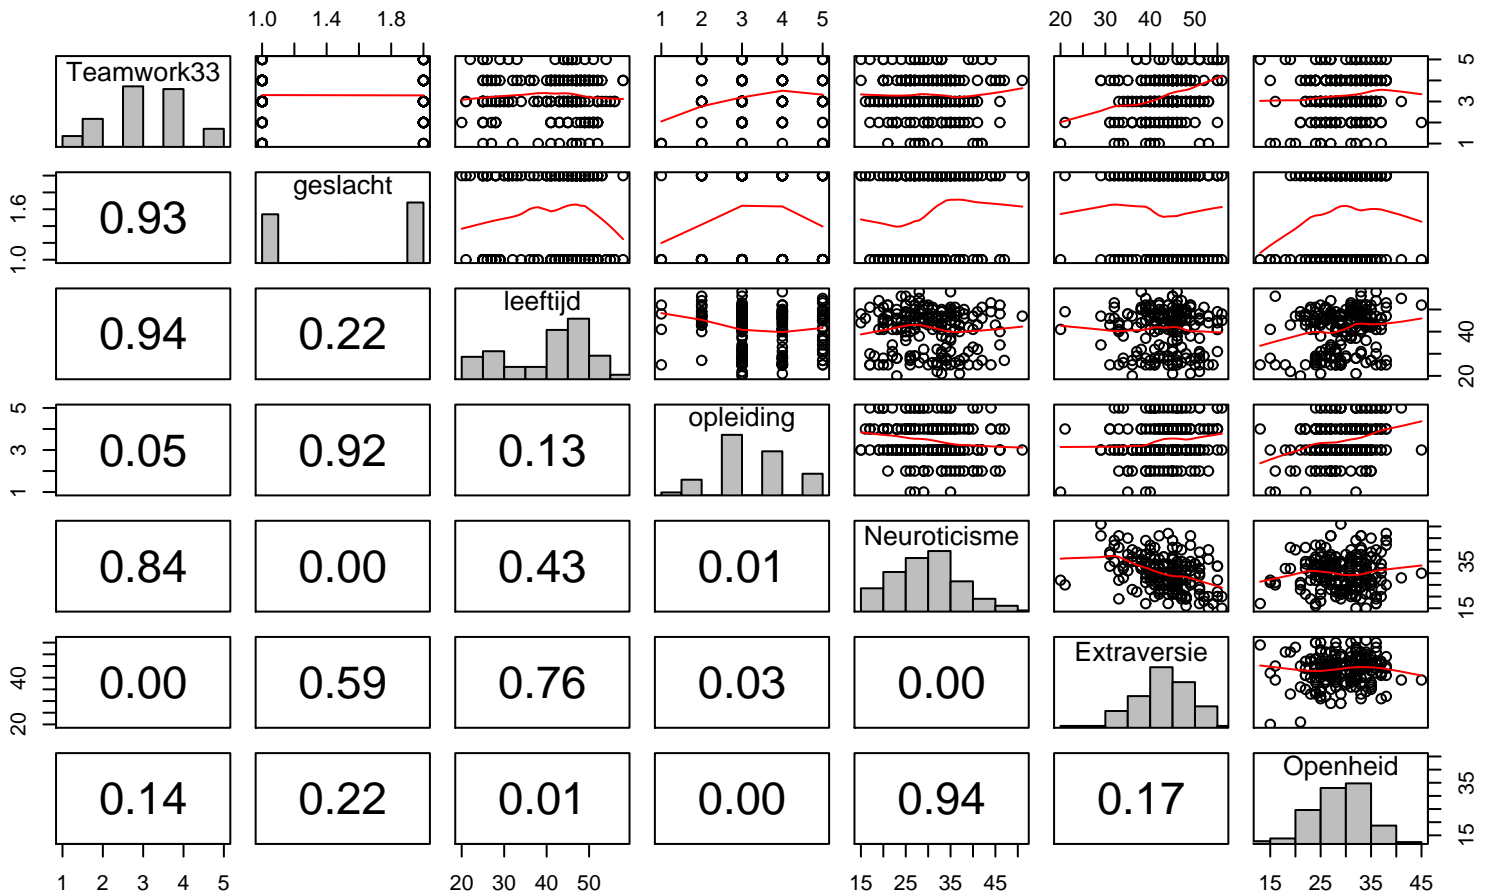 1.0 1.4 1.8 1 2 3 4 5 20 30 40 50
Teamwork33 1 3 5
1.0 1.6 0.93 geslacht
0.94 0.22 leeftijd 20 40
1 3 5 0.05 0.92 0.13 opleiding
0.84 0.00 0.43 0.01 Neuroticisme 15 35
20 40 0.00 0.59 0.76 0.03 0.00 Extraversie
0.14 0.22 0.01 0.00 0.94 0.17 Openheid 15 35
1 2 3 4 5 20 30 40 50 15 25 35 45 15 25 35 45